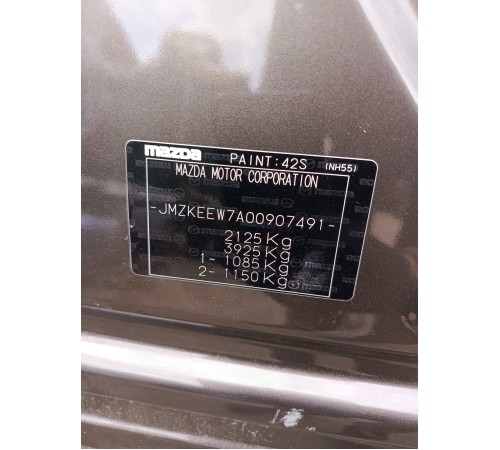 mazda PAINT: 42S (NH55)
MAZDA MOTOR CORPORATION
-JMZKEEW7A00907491-
2125 Kg
3925 Kg
1- 1085 Kg
2- 1150 Kg